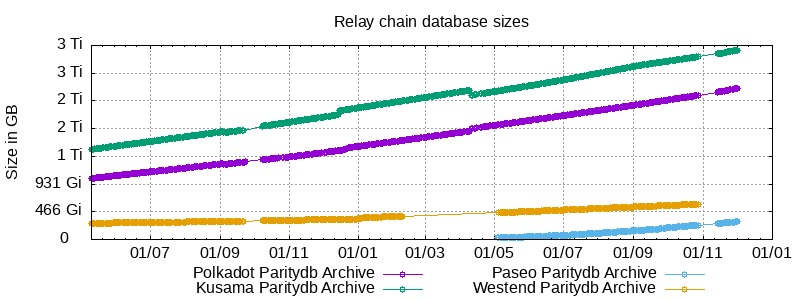 Relay chain database sizes
Size in GB
3 Ti
3 Ti
2 Ti
2 Ti
1 Ti
931 Gi
466 Gi
0
01/07 01/09 01/11 01/01 01/03 01/05 01/07 01/09 01/11 01/01
Polkadot Paritydb Archive Paseo Paritydb Archive
Kusama Paritydb Archive Westend Paritydb Archive